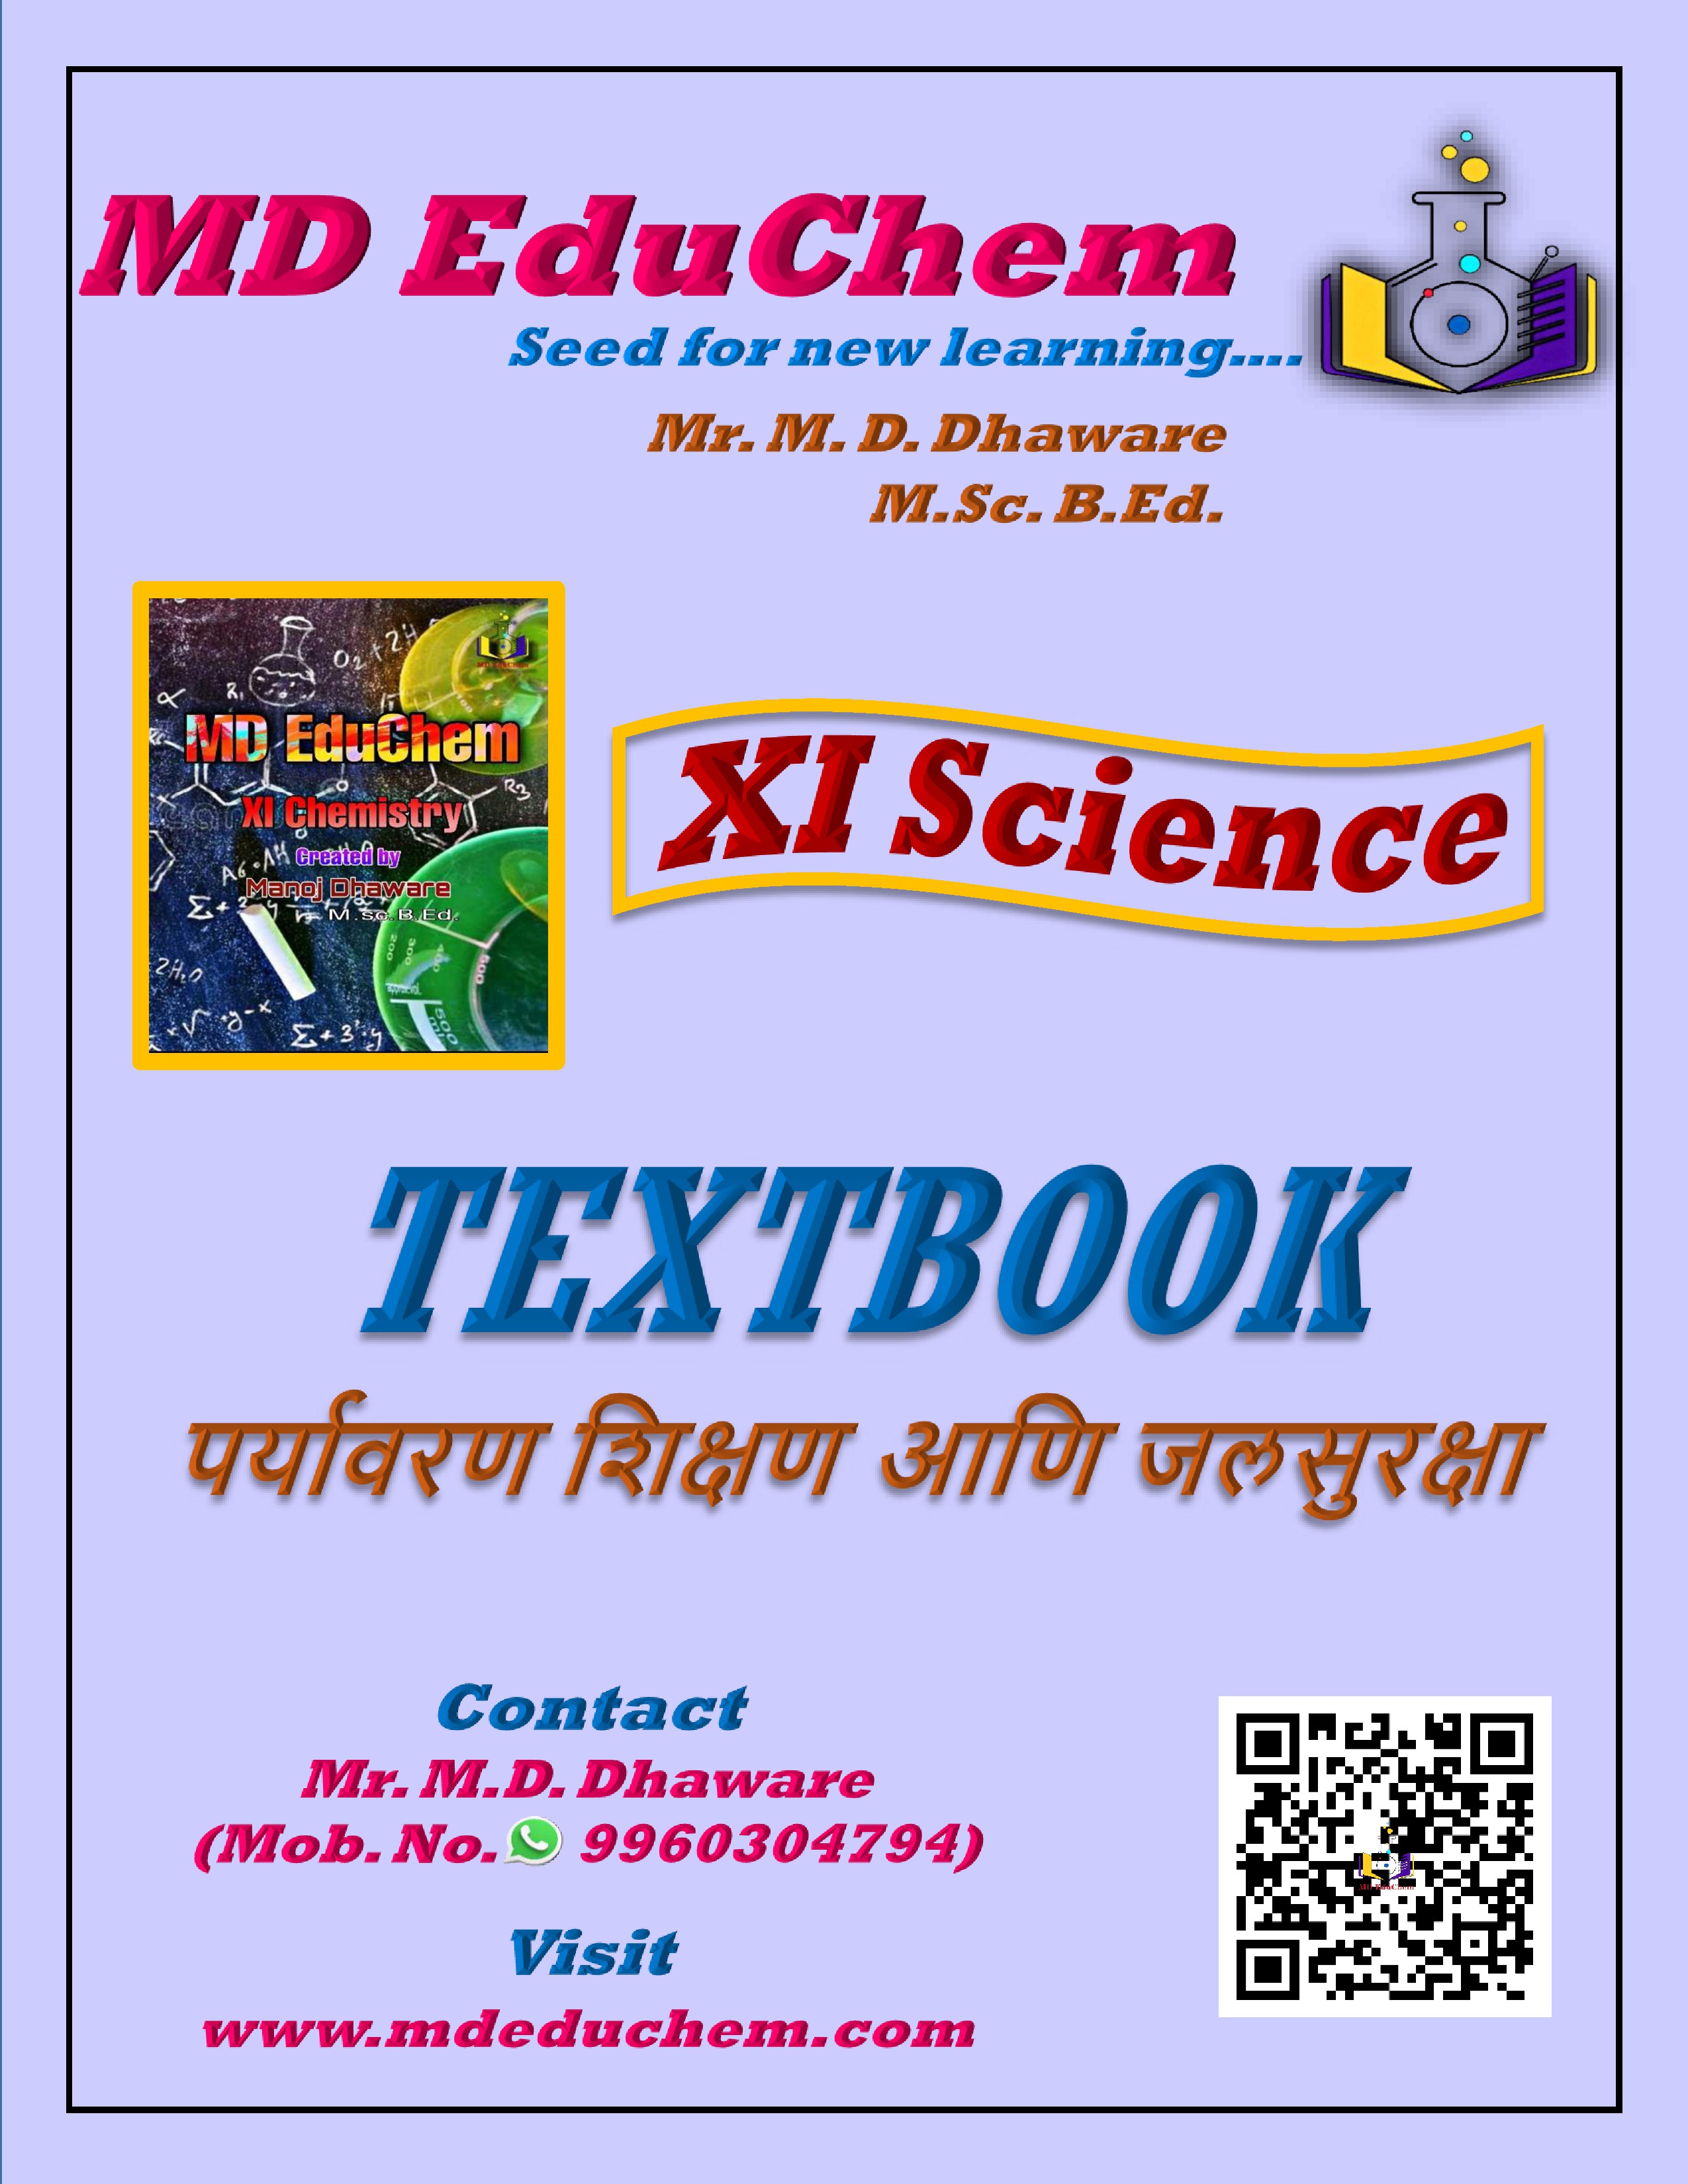 MD EduChem
Seed for new learning....
Mr. M. D. Dhaware
M.Sc. B.Ed.
MD EduChem
XI Chemistry
Created by
Manoj Dhaware
M.sc.B.Ed.
XI Science
TEXTBOOK
पर्यावरण शिक्षण आणि जलसुरक्षा
Contact
Mr. M.D. Dhaware
(Mob. No. 9960304794)
Visit
www.mdeduchem.com